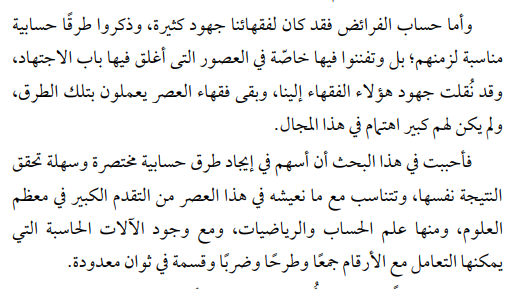 وأما حساب الفرائض فقد كان لفقهائنا جهود كثيرة، وذكروا طرقًا حسابية
مناسبة لزمنهم؛ بل وتفننوا فيها خاصّة في العصور التى أغلق فيها باب الاجتهاد،
وقد نُقلت جهود هؤلاء الفقهاء إلينا، وبقى فقهاء العصر يعملون بتلك الطرق،
ولم يكن لهم كبير اهتمام في هذا المجال.
فأحببت في هذا البحث أن أسهم في إيجاد طرق حسابية مختصرة وسهلة تحقق
النتيجة نفسها، وتتناسب مع ما نعيشه في هذا العصر من التقدم الكبير في معظم
العلوم، ومنها علم الحساب والرياضيات، ومع وجود الآلات الحاسبة التي
يمكنها التعامل مع الأرقام جمعًا وطرحًا وضربًا وقسمة في ثوان معدودة.